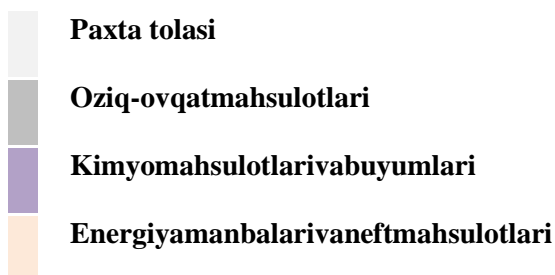 Paxta tolasi
Oziq-ovqatmahsulotlari
Kimyomahsulotlarivabuyumlari
Energiyamanbalarivaneftmahsulotlari